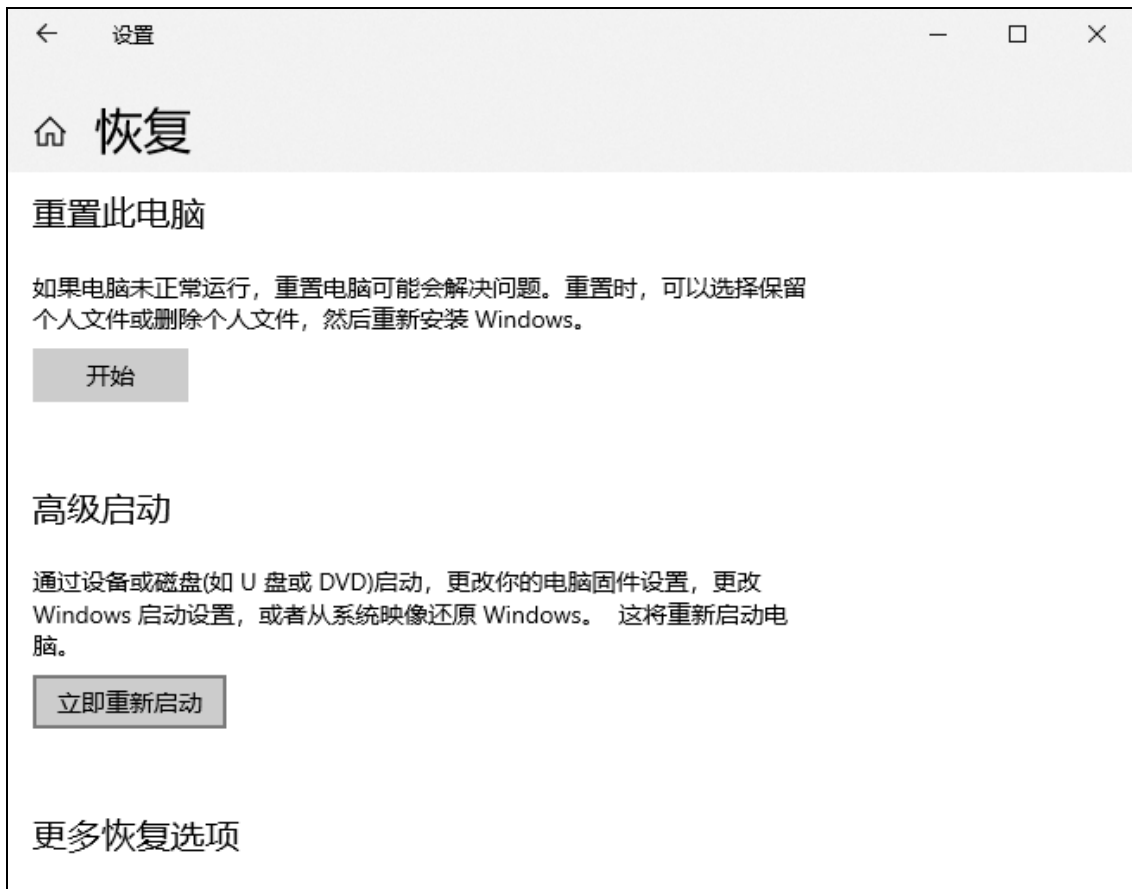 设置
恢复
重置此电脑
如果电脑未正常运行，重置电脑可能会解决问题。重置时，可以选择保留
个人文件或删除个人文件，然后重新安装 Windows。
开始
高级启动
通过设备或磁盘(如 U 盘或 DVD)启动，更改你的电脑固件设置，更改
Windows 启动设置，或者从系统映像还原 Windows。 这将重新启动电
脑。
立即重新启动
更多恢复选项